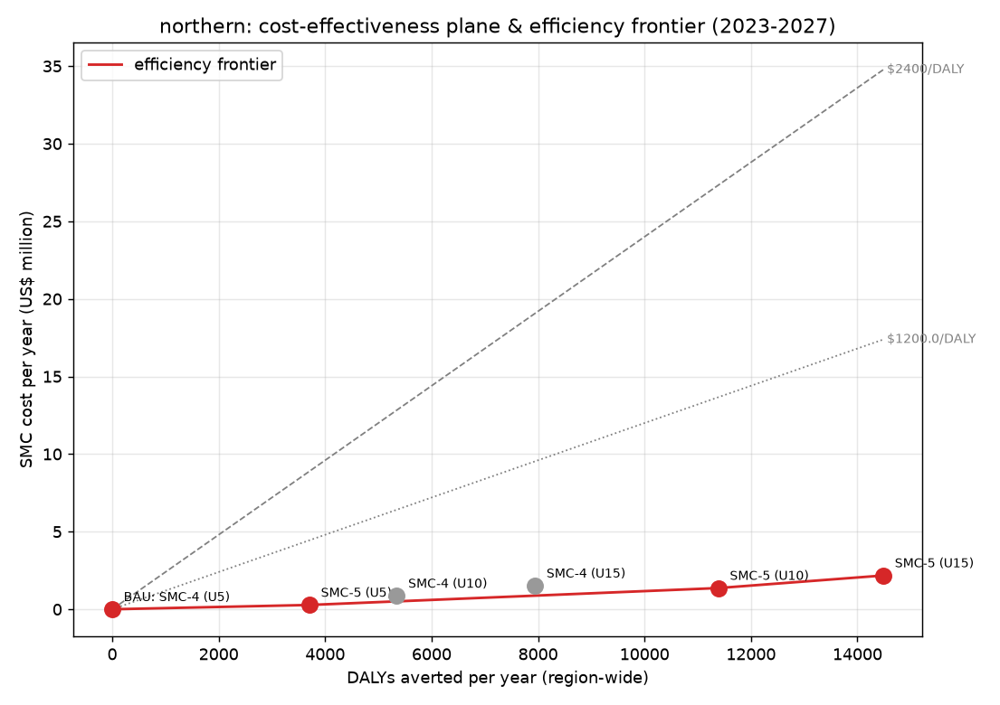 northern: cost-effectiveness plane & efficiency frontier (2023-2027)
efficiency frontier
$2400/DALY
$1200.0/DALY
SMC cost per year (US$ million)
35
30
25
20
15
10
5
0
BAU: SMC-4 (U5)
SMC-5 (U5)
SMC-4 (U10)
SMC-4 (U15)
SMC-5 (U10)
SMC-5 (U15)
0 2000 4000 6000 8000 10000 12000 14000
DALYs averted per year (region-wide)